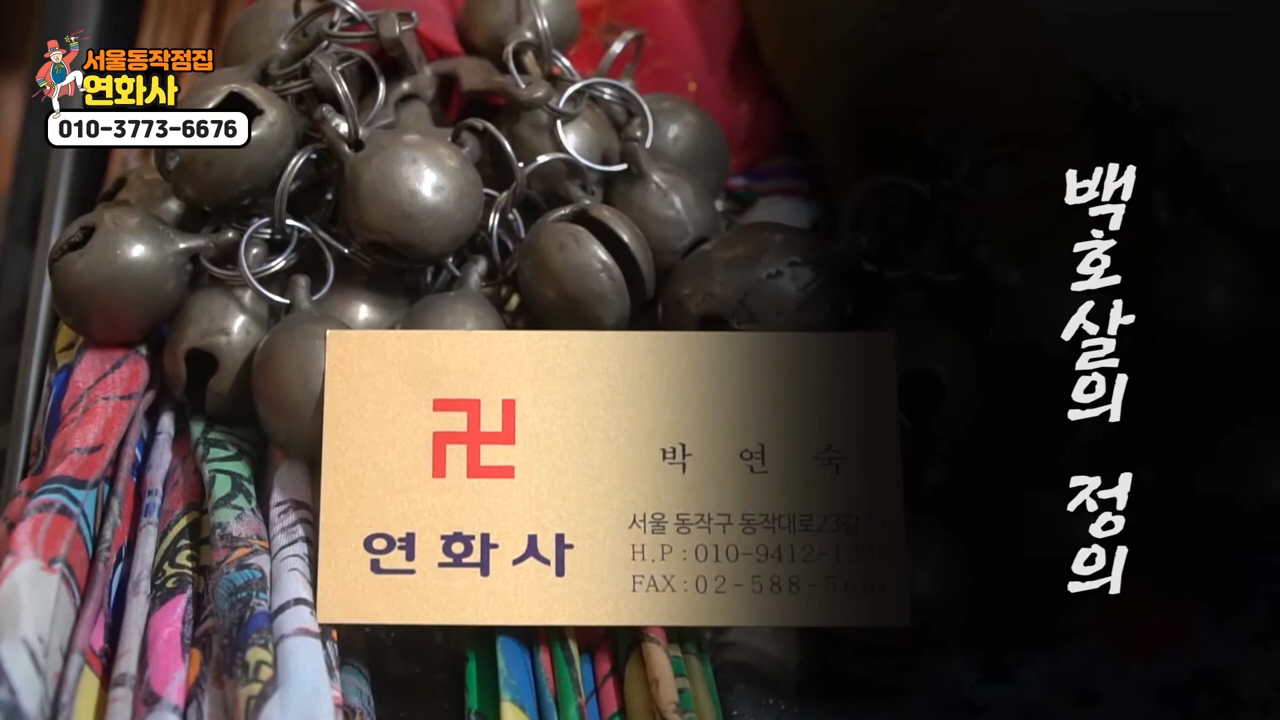 서울동작점집
연화사
010-3773-6676
백호살의 정의
卍
연화사
박 연 숙
서울 동작구 동작대로23길
H.P : 010-9412-
FAX : 02-588-